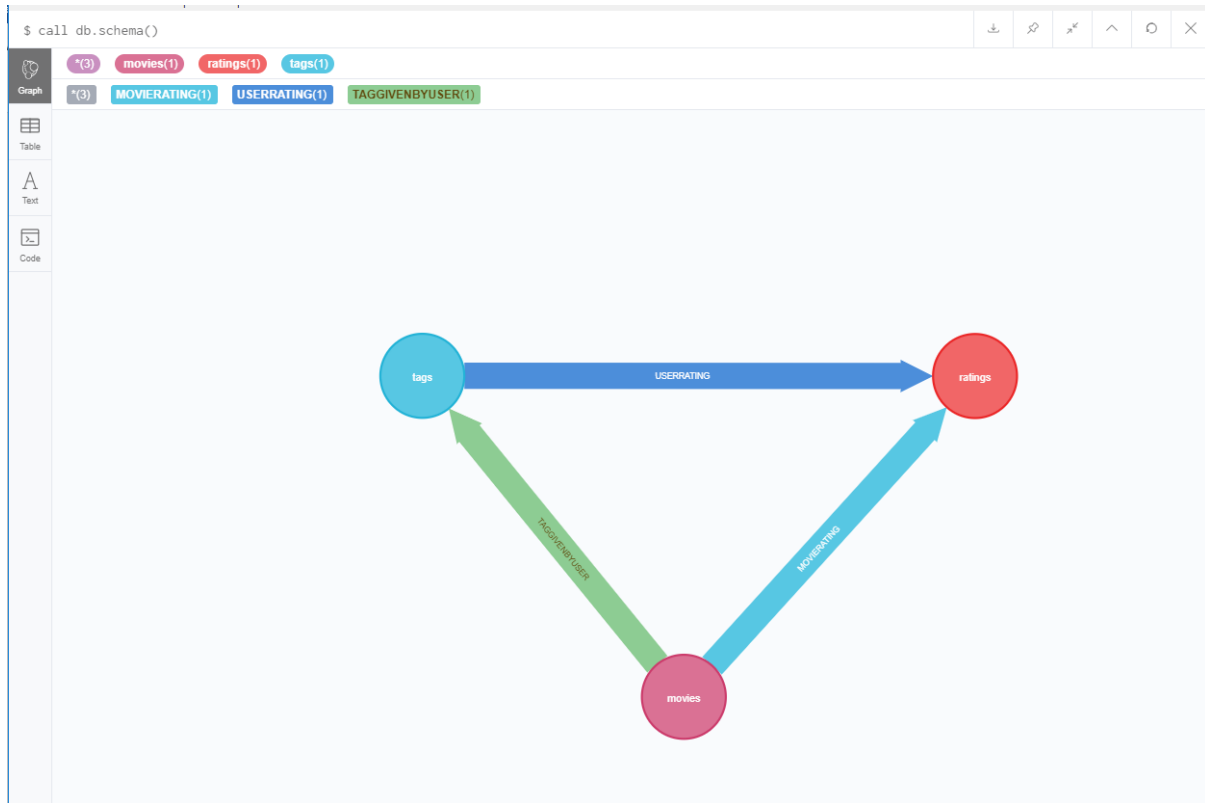 $ call db.schema()
*(3) movies(1) ratings(1) tags(1)
*(3) MOVIERATING(1) USERRATING(1) TAGGIVENBYUSER(1)
Graph
Table
A
Text
Code
tags
USERRATING
ratings
TAGGIVENBYUSER
MOVIERATING
movies